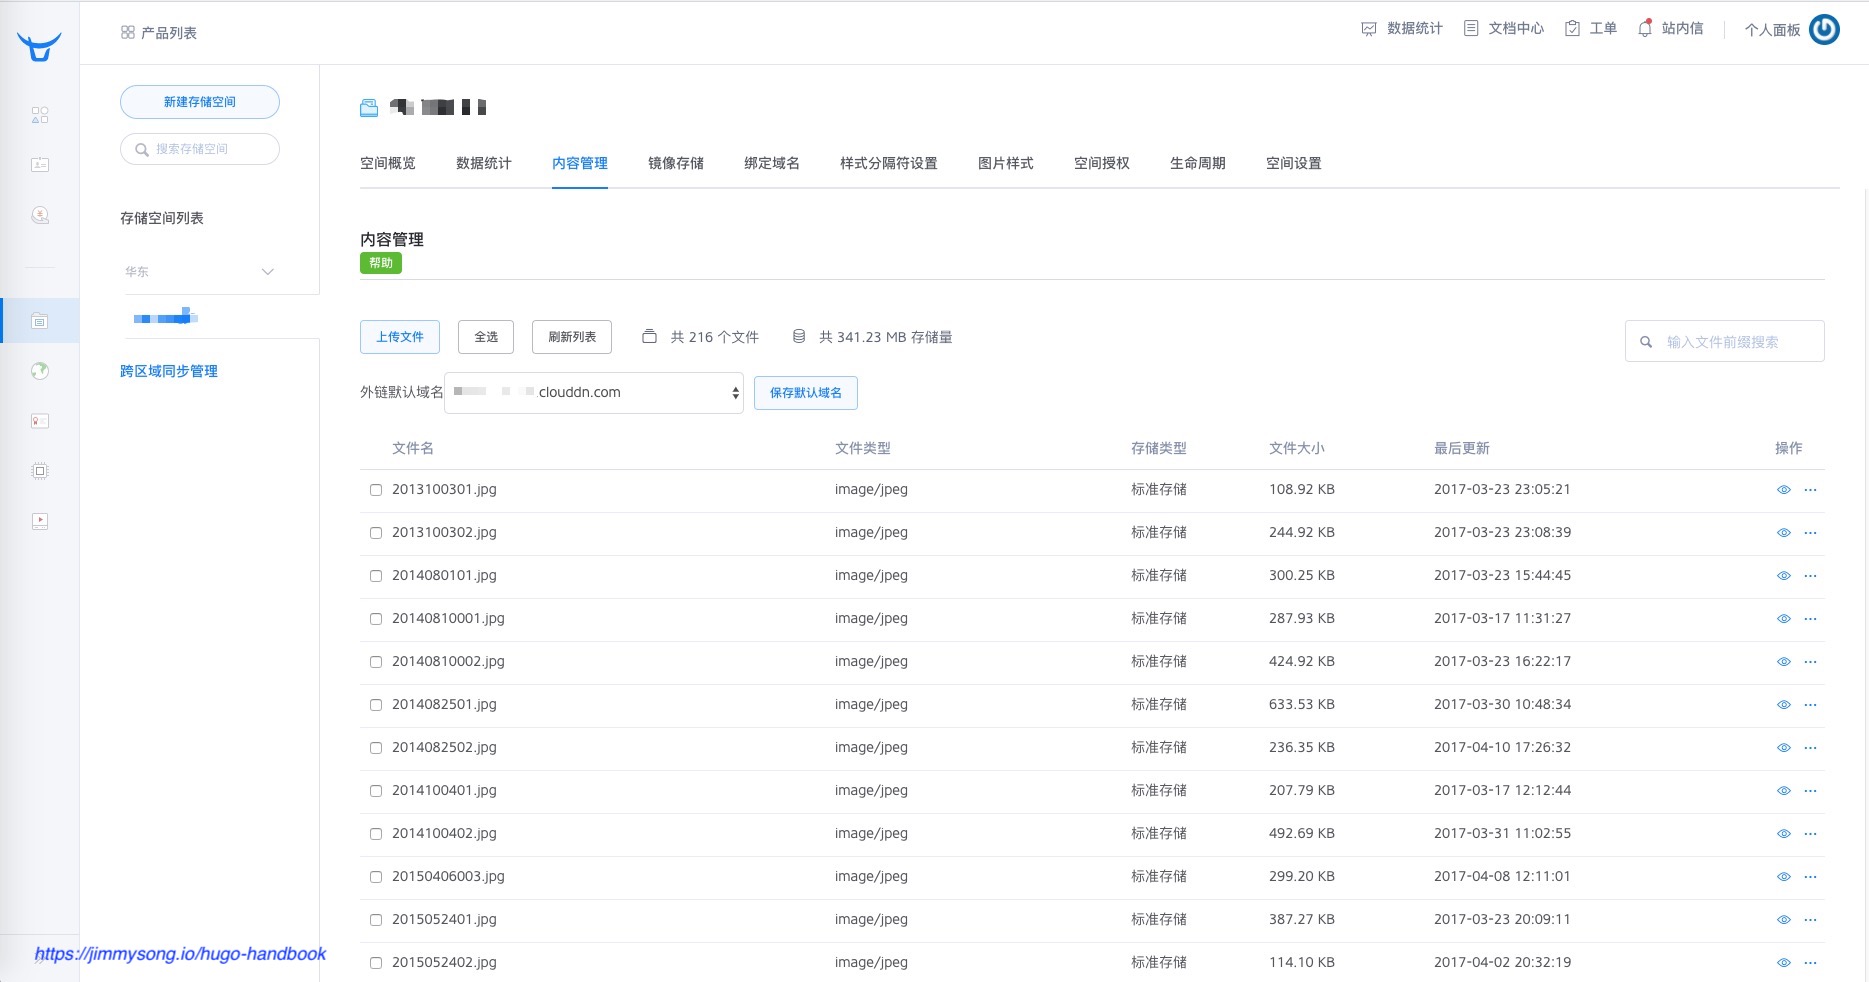 产品列表
数据统计 文档中心 工单 站内信 个人面板
新建存储空间
搜索存储空间
存储空间列表
华东
跨区域同步管理
空间概览 数据统计 内容管理 镜像存储 绑定域名 样式分隔符设置 图片样式 空间授权 生命周期 空间设置
内容管理
帮助
上传文件 全选 刷新列表 共 216 个文件 共 341.23 MB 存储量 输入文件前缀搜索
外链默认域名 .clouddn.com 保存默认域名
文件名 文件类型 存储类型 文件大小 最后更新 操作
2013100301.jpg image/jpeg 标准存储 108.92 KB 2017-03-23 23:05:21
2013100302.jpg image/jpeg 标准存储 244.92 KB 2017-03-23 23:08:39
2014080101.jpg image/jpeg 标准存储 300.25 KB 2017-03-23 15:44:45
20140810001.jpg image/jpeg 标准存储 287.93 KB 2017-03-17 11:31:27
20140810002.jpg image/jpeg 标准存储 424.92 KB 2017-03-23 16:22:17
2014082501.jpg image/jpeg 标准存储 633.53 KB 2017-03-30 10:48:34
2014082502.jpg image/jpeg 标准存储 236.35 KB 2017-04-10 17:26:32
2014100401.jpg image/jpeg 标准存储 207.79 KB 2017-03-17 12:12:44
2014100402.jpg image/jpeg 标准存储 492.69 KB 2017-03-31 11:02:55
20150406003.jpg image/jpeg 标准存储 299.20 KB 2017-04-08 12:11:01
2015052401.jpg image/jpeg 标准存储 387.27 KB 2017-03-23 20:09:11
2015052402.jpg image/jpeg 标准存储 114.10 KB 2017-04-02 20:32:19
https://jimmysong.io/hugo-handbook